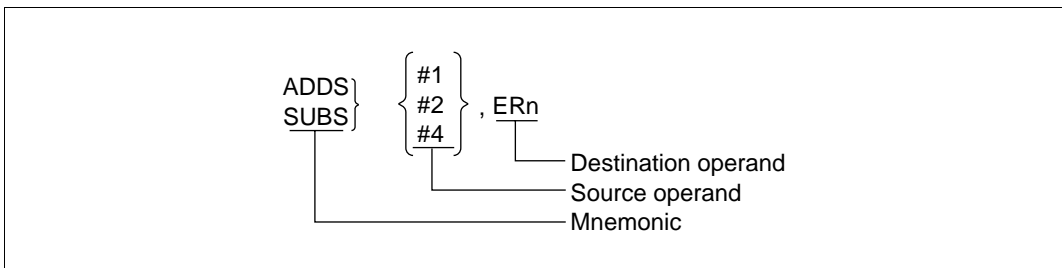 ADDS
SUBS
#1
#2
#4
, ERn
Destination operand
Source operand
Mnemonic